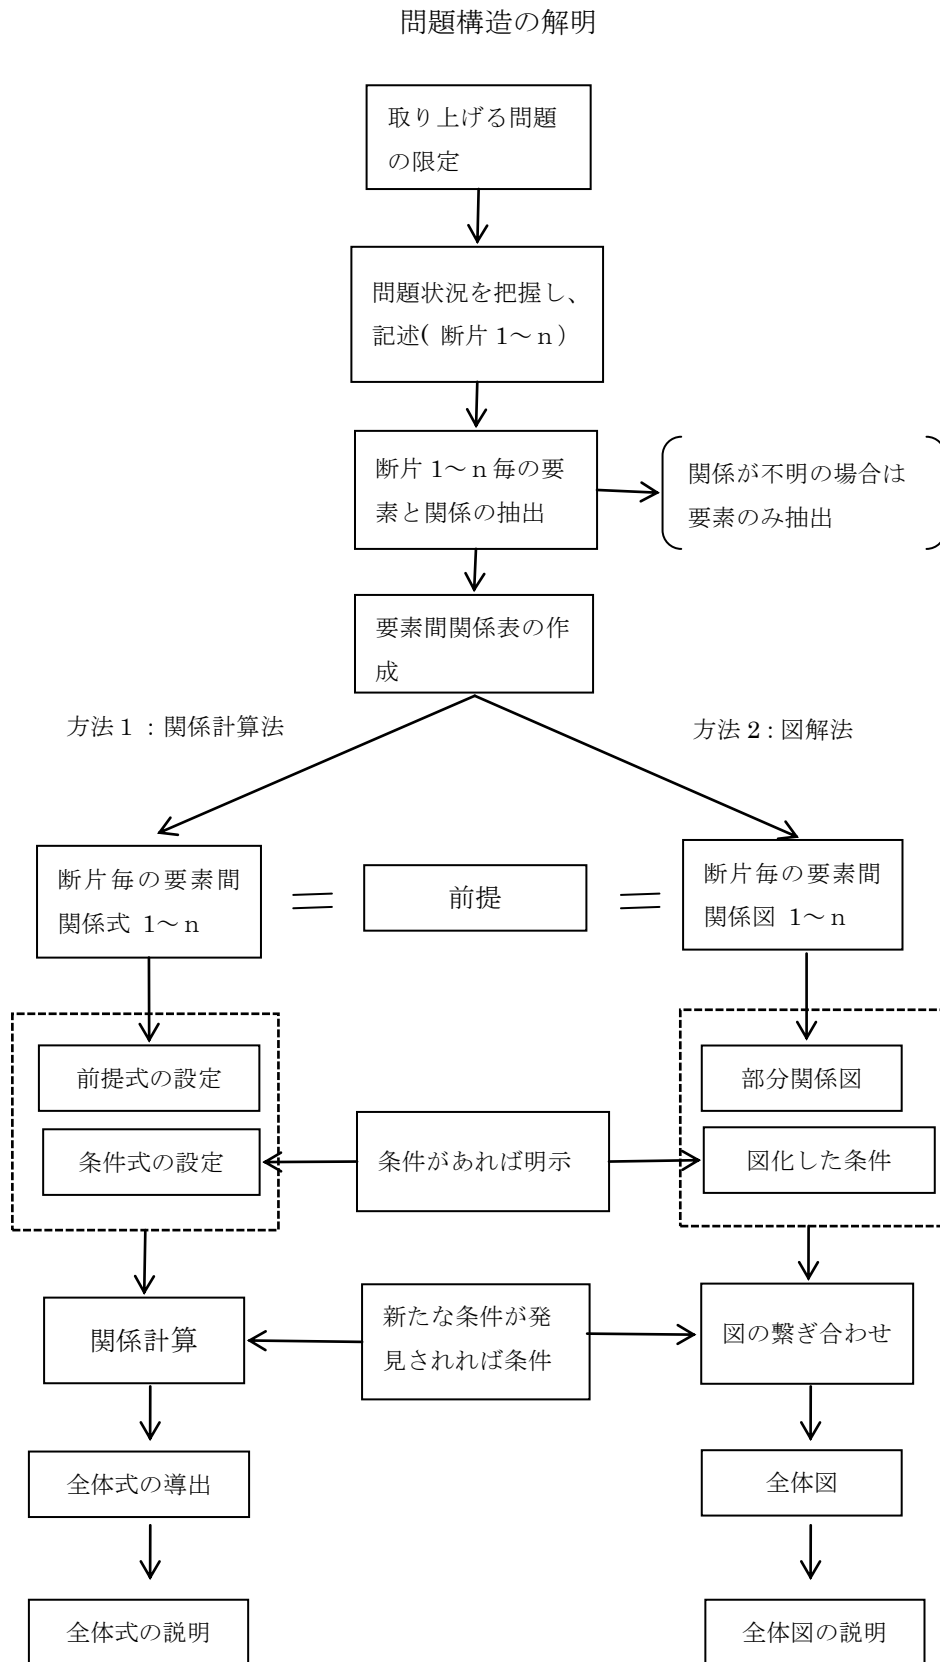 問題構造の解明
取り上げる問題
の限定
問題状況を把握し、
記述( 断片 1～ｎ)
断片 1～ｎ毎の要
素と関係の抽出
関係が不明の場合は
要素のみ抽出
要素間関係表の作
成
方法１：関係計算法
方法 2：図解法
断片毎の要素間
関係式 1～ｎ
＝
前提
＝
断片毎の要素間
関係図 1～ｎ
前提式の設定
部分関係図
条件式の設定
条件があれば明示
図化した条件
関係計算
新たな条件が発
見されれば条件
図の繋ぎ合わせ
全体式の導出
全体図
全体式の説明
全体図の説明